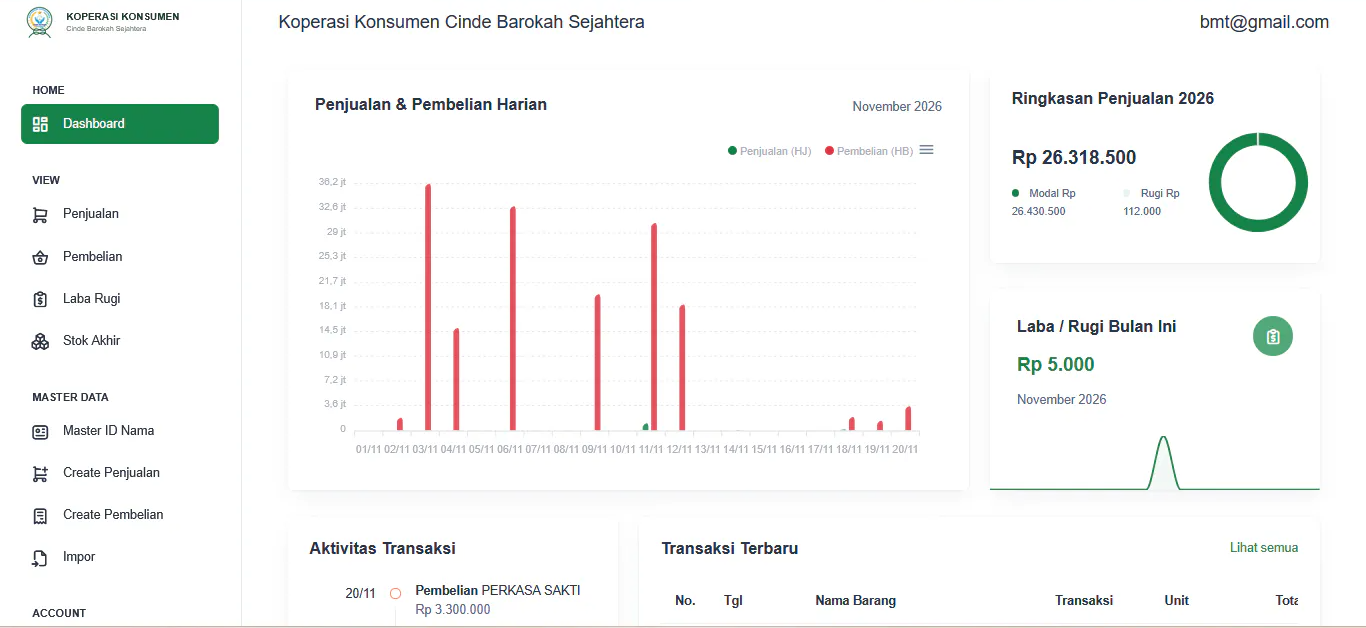 KOPERASI KONSUMEN
Cinde Barokah Sejahtera
Koperasi Konsumen Cinde Barokah Sejahtera
bmt@gmail.com
HOME
Dashboard
VIEW
Penjualan
Pembelian
Laba Rugi
Stok Akhir
MASTER DATA
Master ID Nama
Create Penjualan
Create Pembelian
Impor
ACCOUNT
Penjualan & Pembelian Harian
November 2026
Penjualan (HJ)
Pembelian (HB)
36,2 jt
32,6 jt
29 jt
25,3 jt
21,7 jt
18,1 jt
14,5 jt
10,9 jt
7,2 jt
3,6 jt
0
01/11 02/11 03/11 04/11 05/11 06/11 07/11 08/11 09/11 10/11 11/11 12/11 13/11 14/11 15/11 16/11 17/11 18/11 19/11 20/11
Ringkasan Penjualan 2026
Rp 26.318.500
Modal Rp
26.430.500
Rugi Rp
112.000
Laba / Rugi Bulan Ini
Rp 5.000
November 2026
Aktivitas Transaksi
20/11
Pembelian PERKASA SAKTI
Rp 3.300.000
Transaksi Terbaru
Lihat semua
No.
Tgl
Nama Barang
Transaksi
Unit